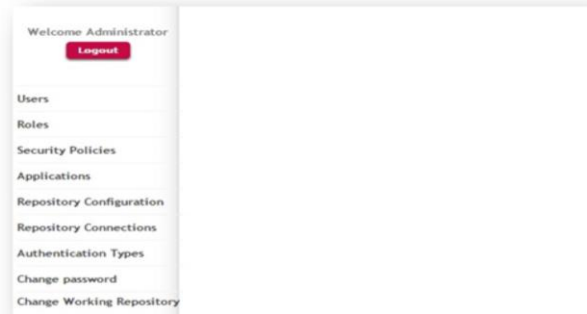 Welcome Administrator
Logout
Users
Roles
Security Policies
Applications
Repository Configuration
Repository Connections
Authentication Types
Change password
Change Working Repository